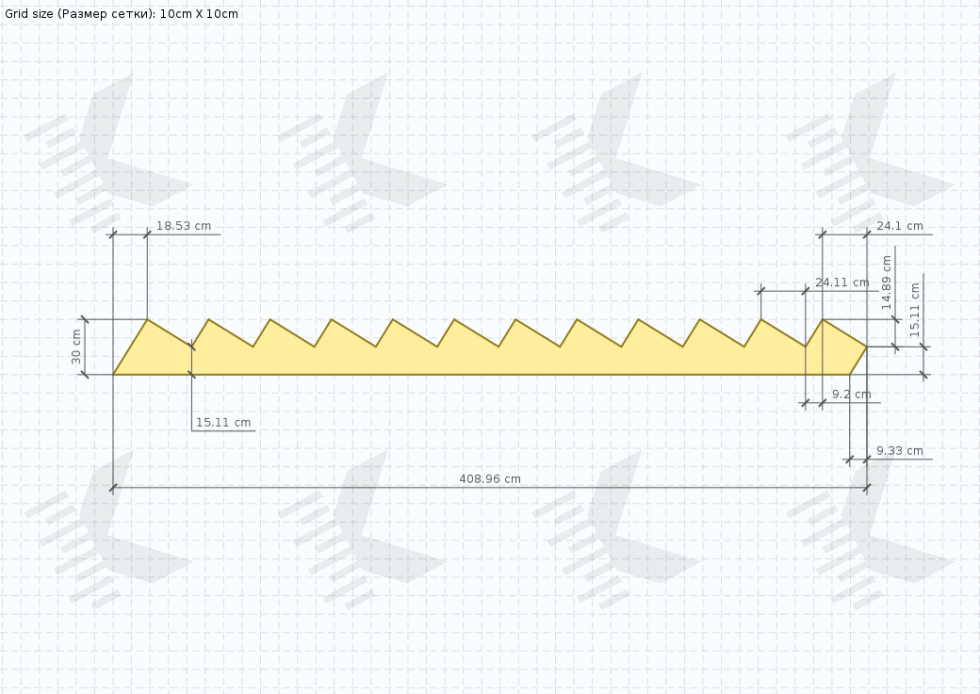 Grid size (Размер сетки): 10cm X 10cm
18.53 cm
24.1 cm
24.11 cm
14.89 cm
15.11 cm
30 cm
9.2 cm
15.11 cm
9.33 cm
408.96 cm